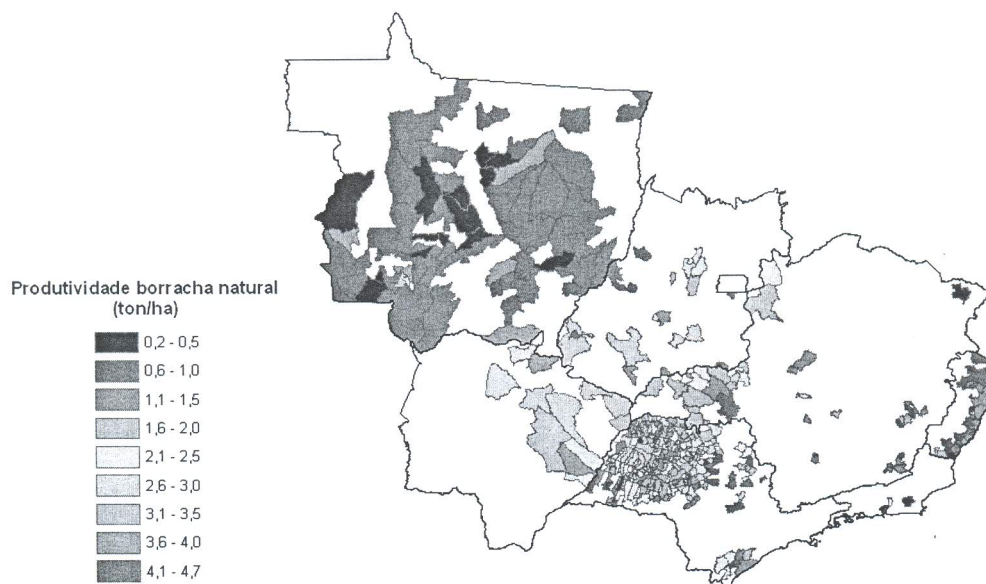 Produtividade borracha natural
(ton/ha)
0,2 - 0,5
0,6 - 1,0
1,1 - 1,5
1,6 - 2,0
2,1 - 2,5
2,6 - 3,0
3,1 - 3,5
3,6 - 4,0
4,1 - 4,7